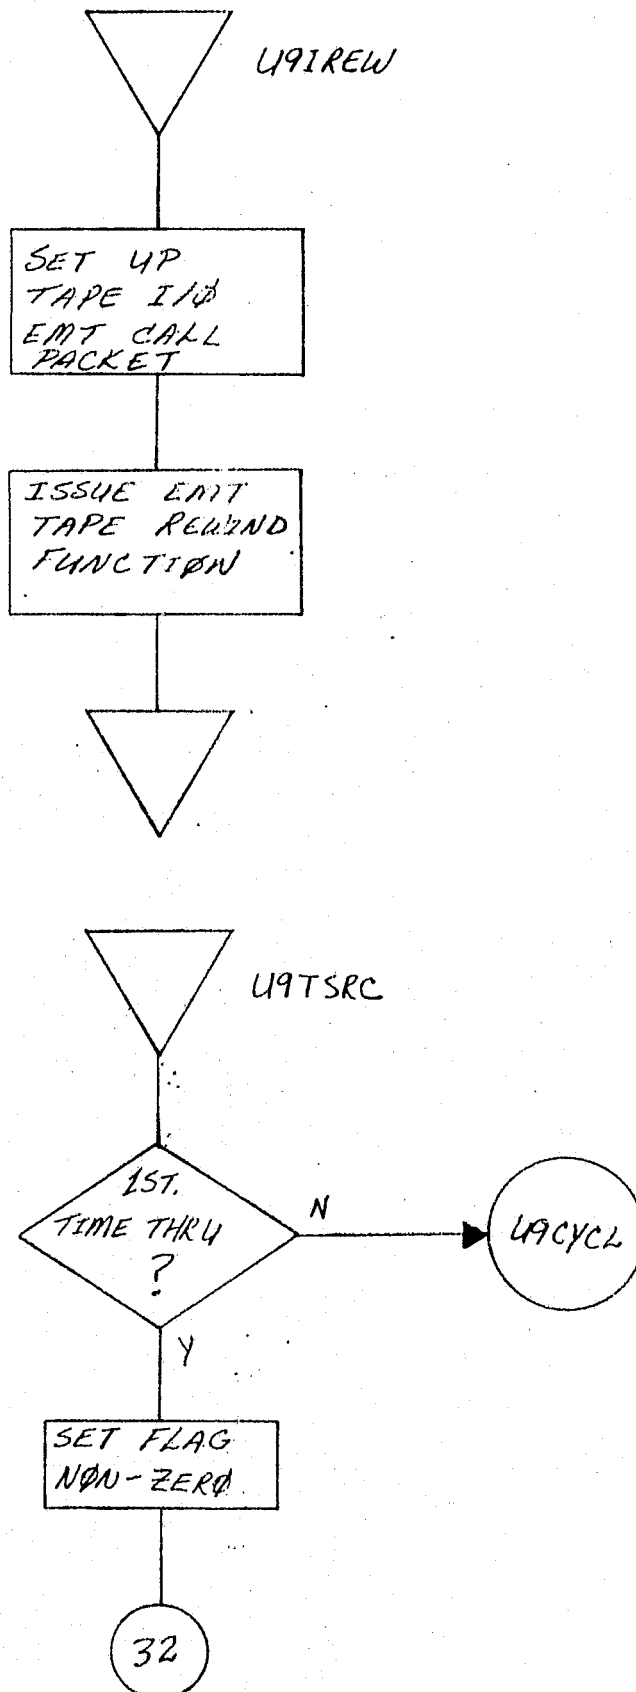 U9IREW
SET UP
TAPE I/Ø
EMT CALL
PACKET
ISSUE EMT
TAPE REWIND
FUNCTIØN
U9TSRC
1ST.
TIME THRU
?
N
U9CYCL
Y
SET FLAG
NØN-ZERØ
32